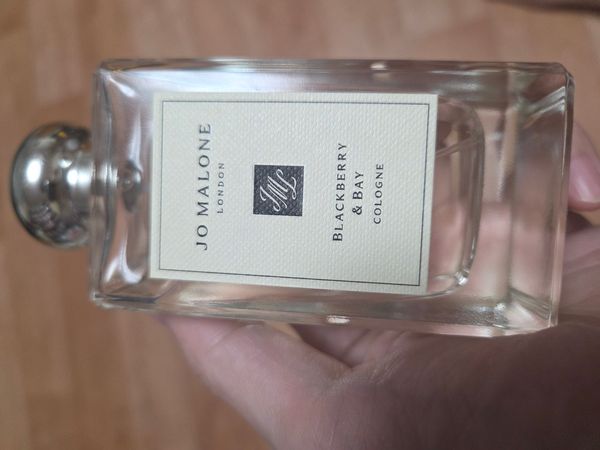 JO MALONE
LONDON
JML
BLACKBERRY
& BAY
COLOGNE